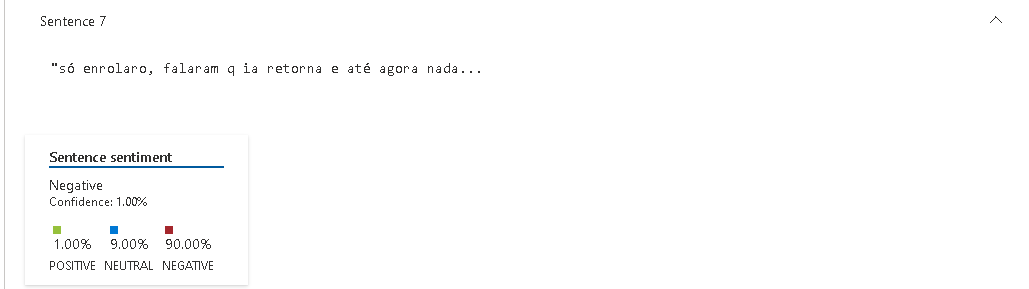 Sentence 7
"só enrolaro, falaram q ia retorna e até agora nada...
Sentence sentiment
Negative
Confidence: 1.00%
1.00% 9.00% 90.00%
POSITIVE NEUTRAL NEGATIVE